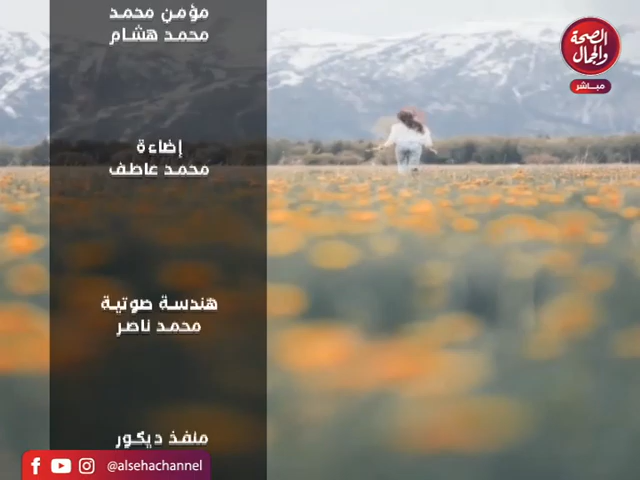 مؤمن محمد
محمد هشام
الصحة
والجمال
مباشر
إضاءة
محمد عاطف
هندسة صوتية
محمد ناصر
منفذ ديكور
@alsehachannel